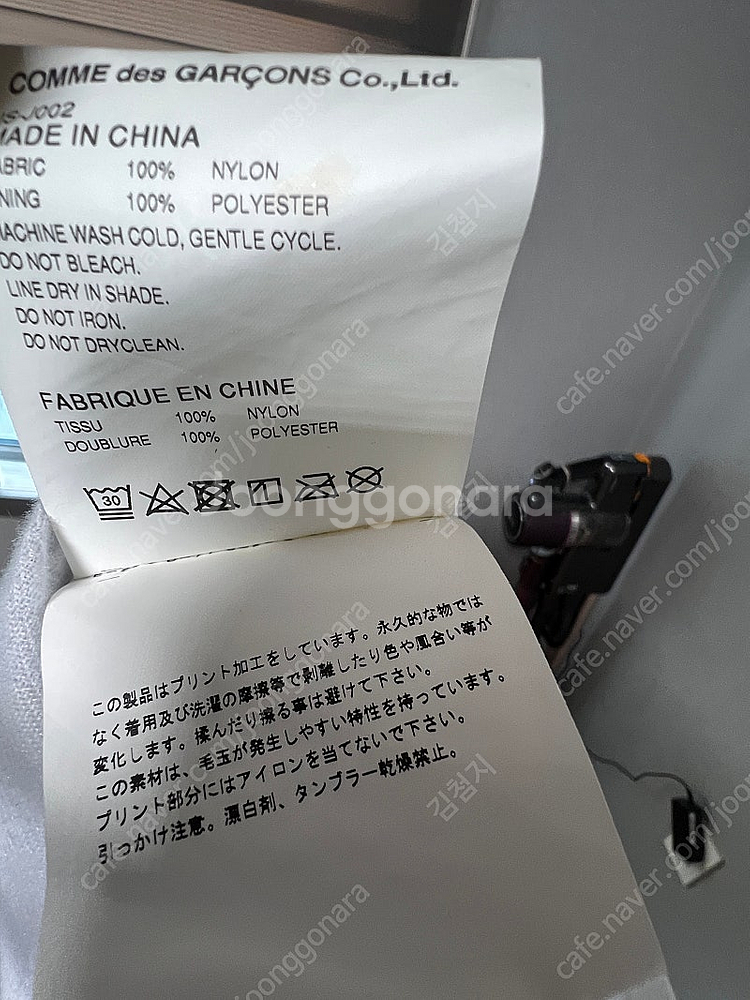 COMME des GARÇONS Co.,Ltd.
S-J002
MADE IN CHINA
ABRIC 100% NYLON
NING 100% POLYESTER
MACHINE WASH COLD, GENTLE CYCLE.
DO NOT BLEACH.
LINE DRY IN SHADE.
DO NOT IRON.
DO NOT DRYCLEAN.
FABRIQUE EN CHINE
TISSU 100% NYLON
DOUBLURE 100% POLYESTER
30
joonggonara
この製品はプリント加工をしています。永久的な物では
なく着用及び洗濯の摩擦等で剥離したり色や風合い等が
変化します。揉んだり擦る事は避けて下さい。
この素材は、毛玉が発生しやすい特性を持っています。
プリント部分にはアイロンを当てないで下さい。
引っかけ注意。漂白剤、タンブラー乾燥禁止。
김첨지
cafe.naver.com/joonggonara